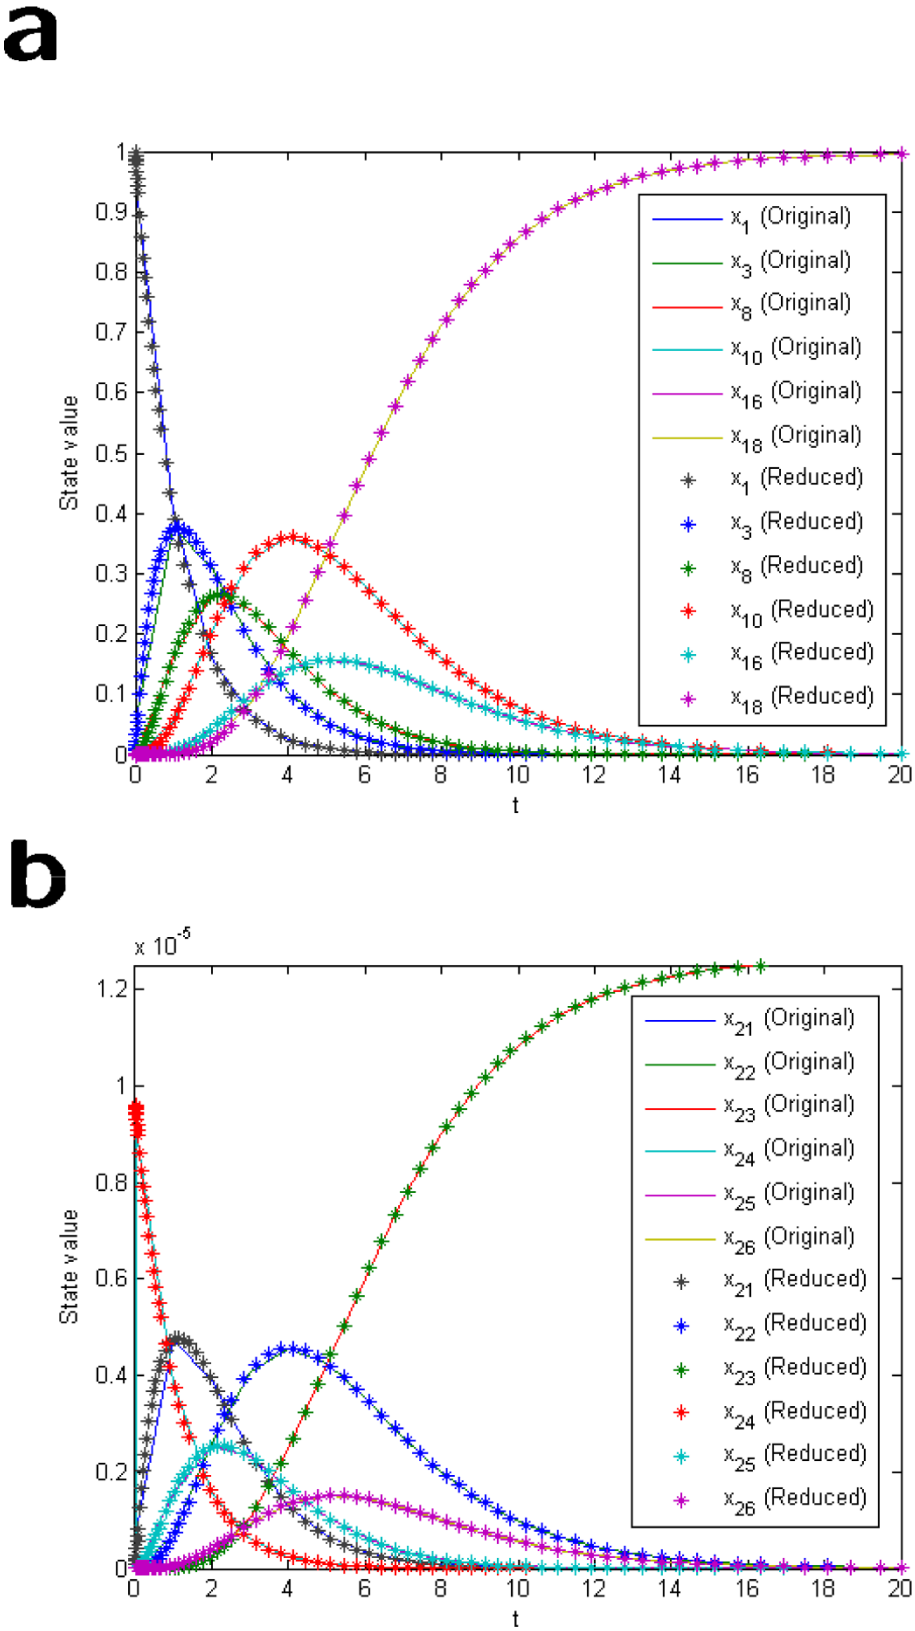 a
1
0.9
0.8
0.7
0.6
0.5
0.4
0.3
0.2
0.1
0
State value
0 2 4 6 8 10 12 14 16 18 20
t
x1 (Original)
x3 (Original)
x8 (Original)
x10 (Original)
x16 (Original)
x18 (Original)
x1 (Reduced)
x3 (Reduced)
x8 (Reduced)
x10 (Reduced)
x16 (Reduced)
x18 (Reduced)
b
x 10-5
1.2
1
0.8
0.6
0.4
0.2
0
State value
0 2 4 6 8 10 12 14 16 18 20
t
x21 (Original)
x22 (Original)
x23 (Original)
x24 (Original)
x25 (Original)
x26 (Original)
x21 (Reduced)
x22 (Reduced)
x23 (Reduced)
x24 (Reduced)
x25 (Reduced)
x26 (Reduced)